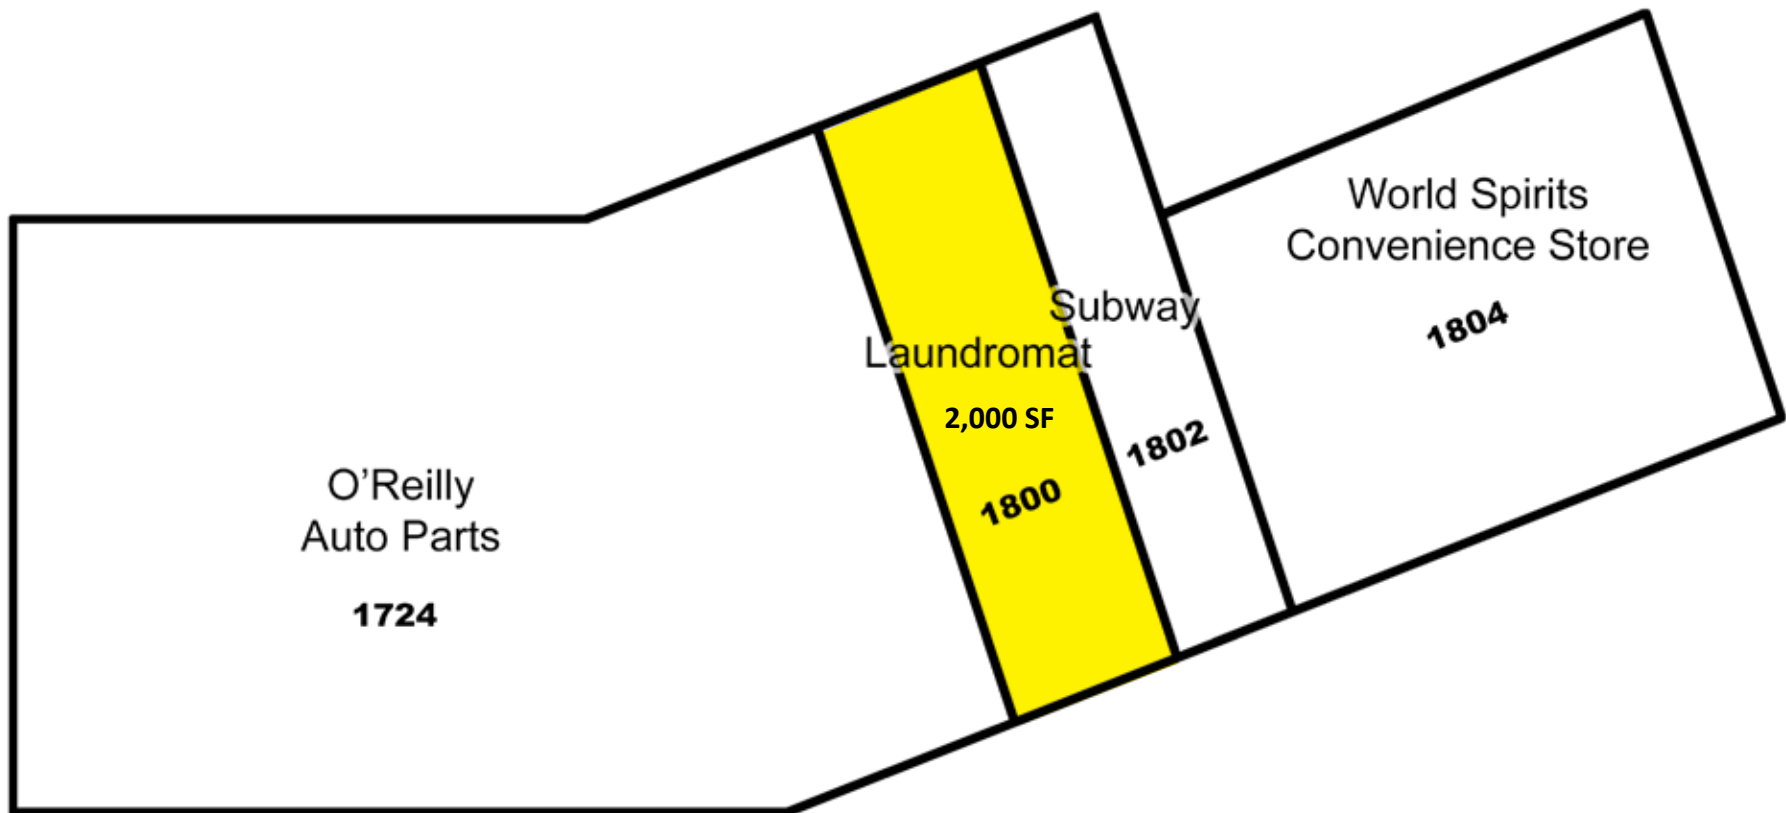 O'Reilly
Auto Parts
1724
Laundromat
2,000 SF
1800
Subway
1802
World Spirits
Convenience Store
1804